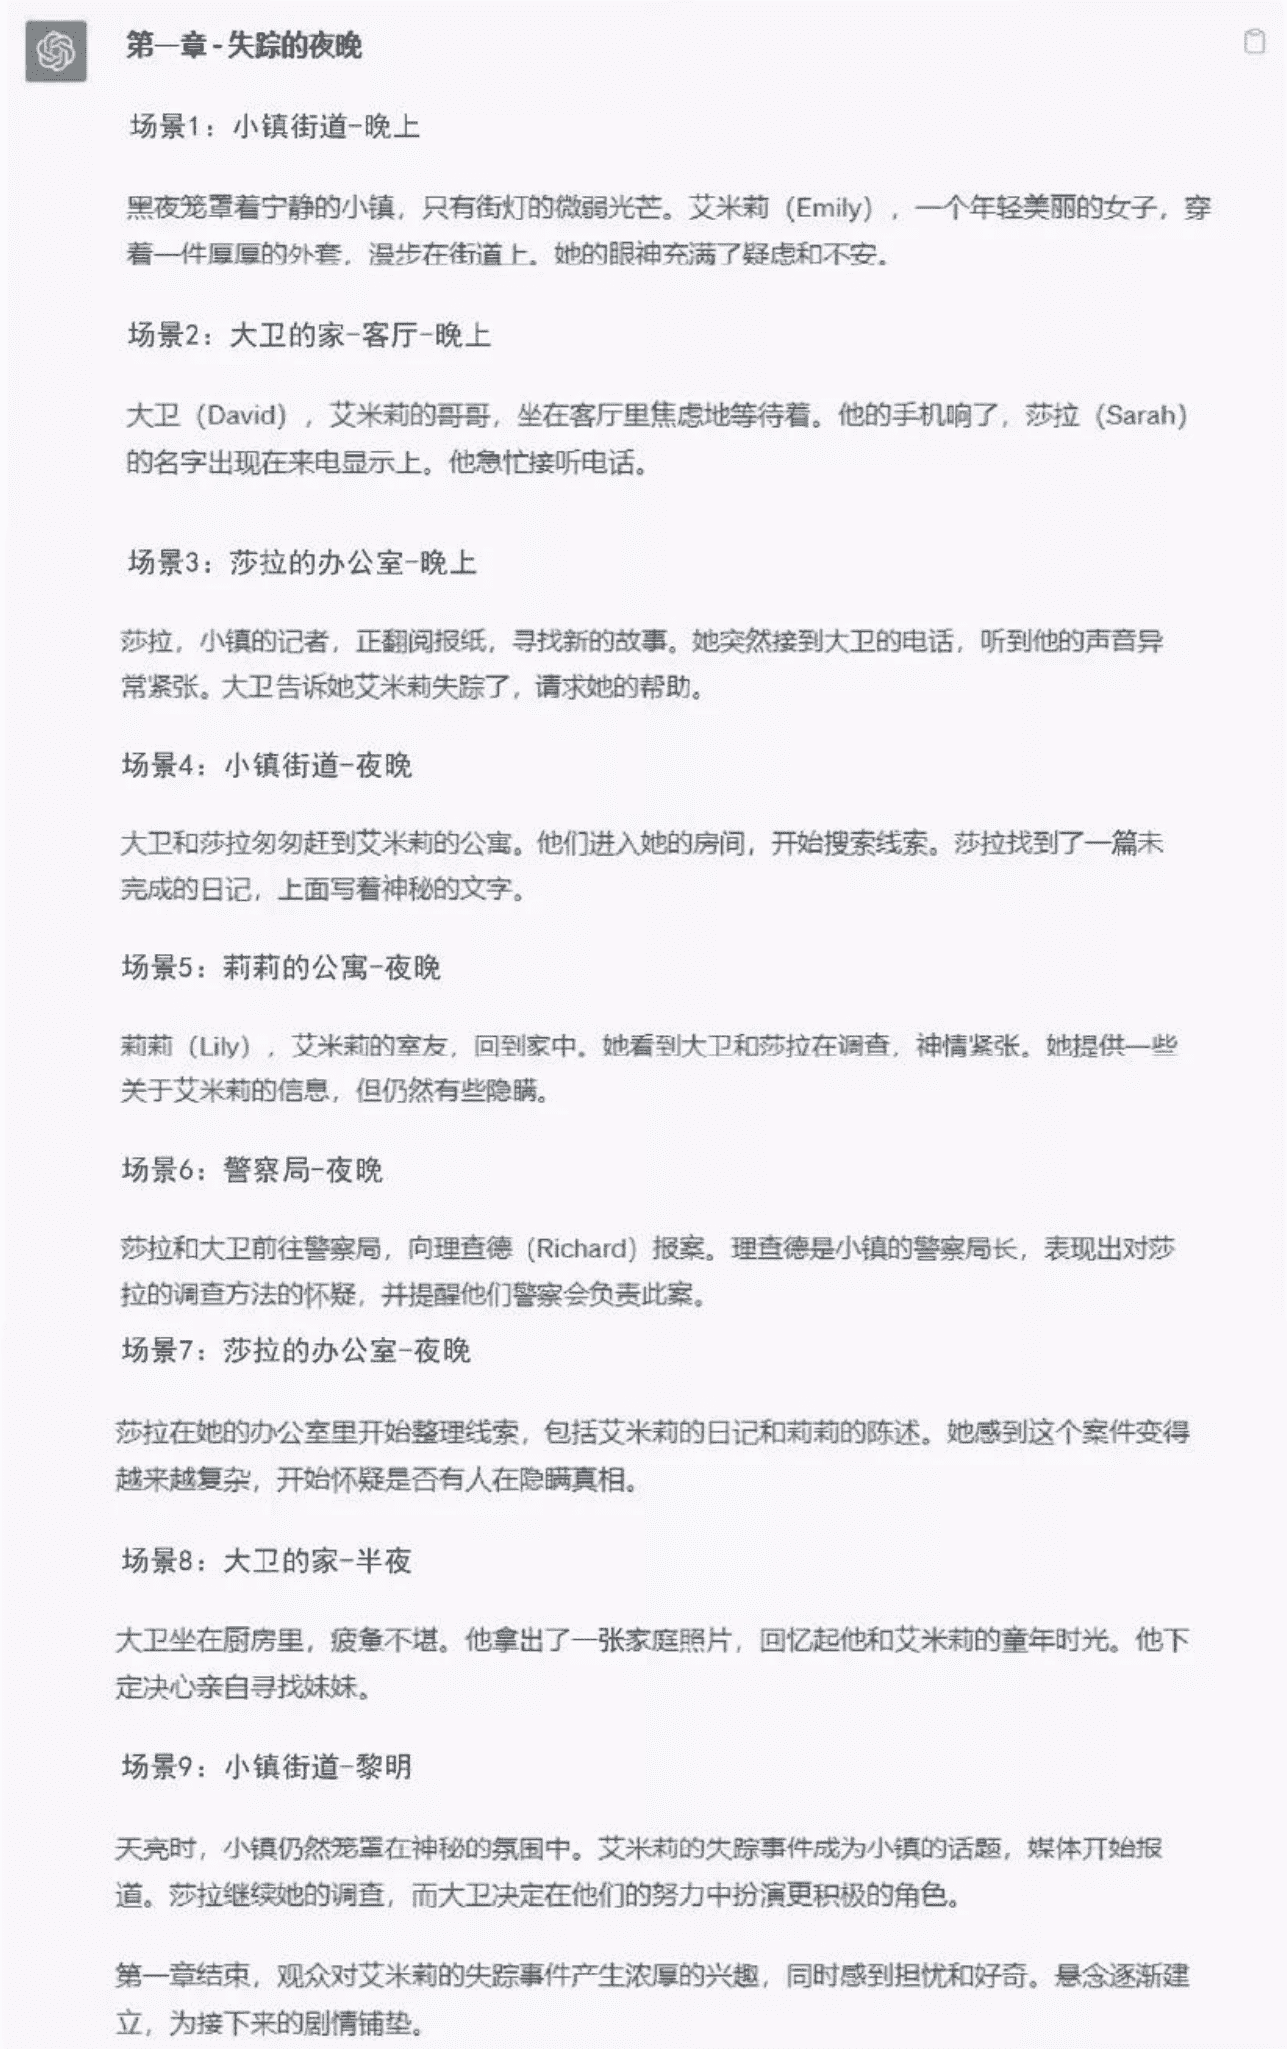 第一章 - 失踪的夜晚
场景1：小镇街道-晚上
黑夜笼罩着宁静的小镇，只有街灯的微弱光芒。艾米莉（Emily），一个年轻美丽的女子，穿
着一件厚厚的外套，漫步在街道上。她的眼神充满了疑虑和不安。
场景2：大卫的家-客厅-晚上
大卫（David），艾米莉的哥哥，坐在客厅里焦虑地等待着。他的手机响了，莎拉（Sarah）
的名字出现在来电显示上。他急忙接听电话。
场景3：莎拉的办公室-晚上
莎拉，小镇的记者，正翻阅报纸，寻找新的故事。她突然接到大卫的电话，听到他的声音异
常紧张。大卫告诉她艾米莉失踪了，请求她的帮助。
场景4：小镇街道-夜晚
大卫和莎拉匆匆赶到艾米莉的公寓。他们进入她的房间，开始搜索线索。莎拉找到了一篇未
完成的日记，上面写着神秘的文字。
场景5：莉莉的公寓-夜晚
莉莉（Lily），艾米莉的室友，回到家中。她看到大卫和莎拉在调查，神情紧张。她提供一些
关于艾米莉的信息，但仍然有些隐瞒。
场景6：警察局-夜晚
莎拉和大卫前往警察局，向理查德（Richard）报案。理查德是小镇的警察局长，表现出对莎
拉的调查方法的怀疑，并提醒他们警察会负责此案。
场景7：莎拉的办公室-夜晚
莎拉在她的办公室里开始整理线索，包括艾米莉的日记和莉莉的陈述。她感到这个案件变得
越来越复杂，开始怀疑是否有人在隐瞒真相。
场景8：大卫的家-半夜
大卫坐在厨房里，疲惫不堪。他拿出了一张家庭照片，回忆起他和艾米莉的童年时光。他下
定决心亲自寻找妹妹。
场景9：小镇街道-黎明
天亮时，小镇仍然笼罩在神秘的氛围中。艾米莉的失踪事件成为小镇的话题，媒体开始报
道。莎拉继续她的调查，而大卫决定在他们的努力中扮演更积极的角色。
第一章结束，观众对艾米莉的失踪事件产生浓厚的兴趣，同时感到担忧和好奇。悬念逐渐建
立，为接下来的剧情铺垫。